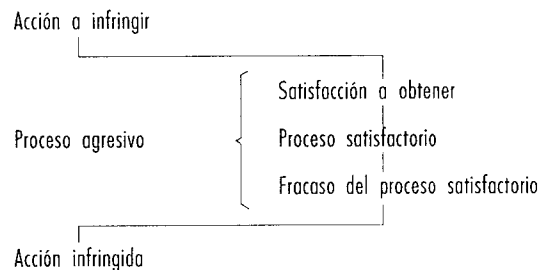 Acción a infringir
Satisfacción a obtener
Proceso agresivo
Proceso satisfactorio
Fracaso del proceso satisfactorio
Acción infringida